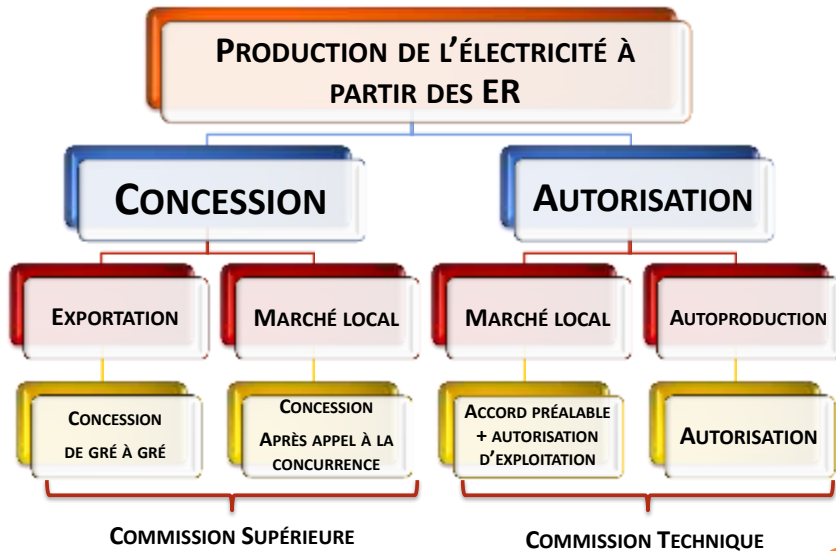 PRODUCTION DE L'ÉLECTRICITÉ À
PARTIR DES ER
CONCESSION
AUTORISATION
EXPORTATION
MARCHÉ LOCAL
MARCHÉ LOCAL
AUTOPRODUCTION
CONCESSION
DE GRÉ À GRÉ
CONCESSION
APRÈS APPEL À LA
CONCURRENCE
ACCORD PRÉALABLE
+ AUTORISATION
D'EXPLOITATION
AUTORISATION
COMMISSION SUPÉRIEURE
COMMISSION TECHNIQUE